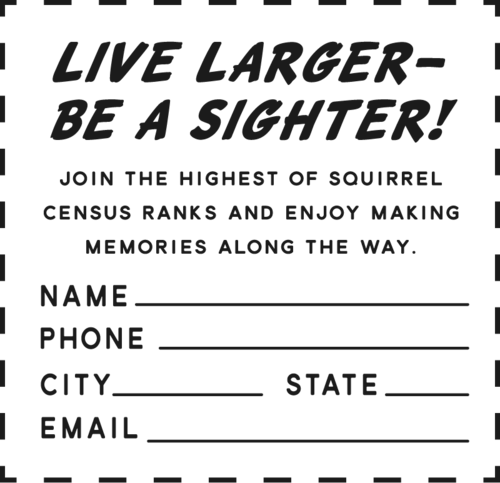 LIVE LARGER–
BE A SIGHTER!
JOIN THE HIGHEST OF SQUIRREL
CENSUS RANKS AND ENJOY MAKING
MEMORIES ALONG THE WAY.
NAME
PHONE
CITY STATE
EMAIL